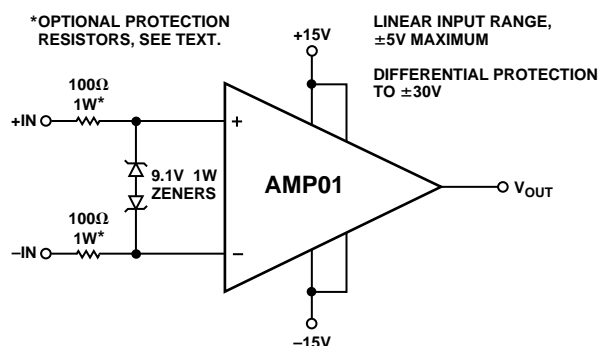 *OPTIONAL PROTECTION
RESISTORS, SEE TEXT.
+15V
LINEAR INPUT RANGE,
±5V MAXIMUM
DIFFERENTIAL PROTECTION
TO ±30V
100Ω
1W*
+IN
+
9.1V 1W
ZENERS
AMP01
VOUT
100Ω
1W*
–IN
–
–15V